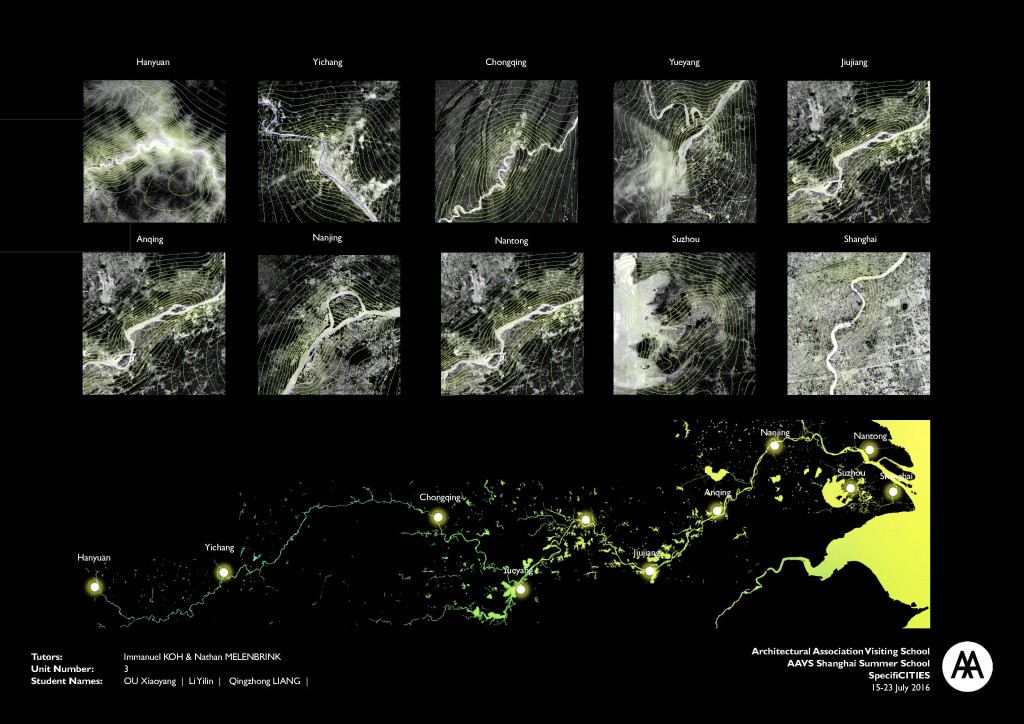 Hanyuan
Yichang
Chongqing
Yueyang
Jiujiang
Anqing
Nanjing
Nantong
Suzhou
Shanghai
Nanjing
Nantong
Suzhou
Shanghai
Anqing
Chongqing
Yichang
Jiujiang
Hanyuan
Yueyang
Tutors: Immanuel KOH & Nathan MELENBRINK
Unit Number: 3
Student Names: OU Xiaoyang | Li Yilin | Qingzhong LIANG |
Architectural Association Visiting School
AAVS Shanghai Summer School
SpecifiCITIES
15-23 July 2016
AA